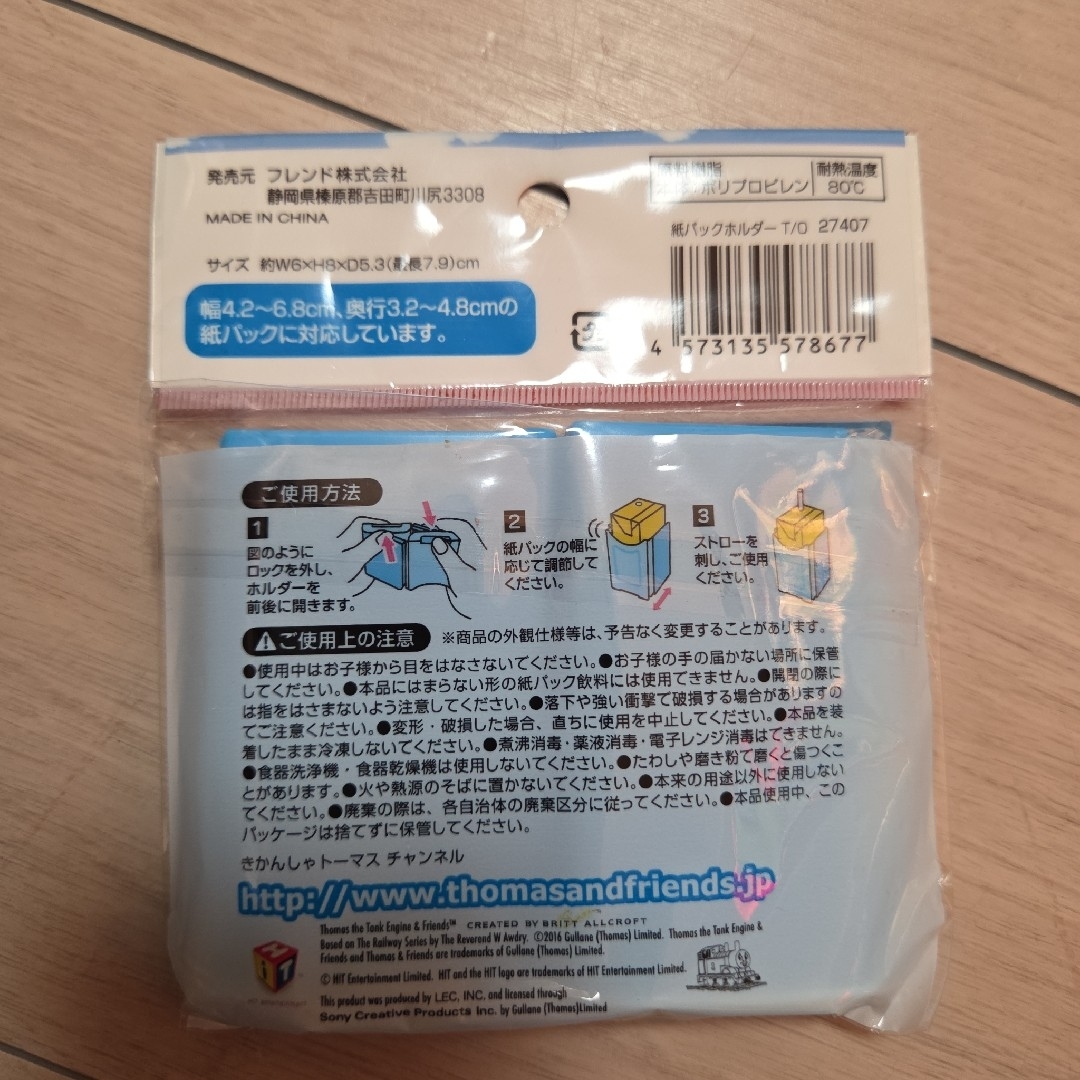 発売元 フレンド株式会社
静岡県榛原郡吉田町川尻3308
MADE IN CHINA
サイズ 約W6×H8×D5.3(最長7.9)cm
幅4.2～6.8cm、奥行3.2～4.8cmの
紙パックに対応しています。
原料樹脂
ポリプロピレン
耐熱温度
80℃
紙パックホルダー T/O 27407
4 573135 578677
ご使用方法
1
図のように
ロックを外し、
ホルダーを
前後に開きます。
2
紙パックの幅に
応じて調節して
ください。
3
ストローを
刺し、ご使用
ください。
ご使用上の注意 ※商品の外観仕様等は、予告なく変更することがあります。
●使用中はお子様から目をはなさないでください。●お子様の手の届かない場所に保管
してください。●本品にはまらない形の紙パック飲料には使用できません。●開閉の際に
は指をはさまないよう注意してください。●落下や強い衝撃で破損する場合がありますの
でご注意ください。●変形・破損した場合、直ちに使用を中止してください。●本品を装
着したまま冷凍しないでください。●煮沸消毒・薬液消毒・電子レンジ消毒はできません。
●食器洗浄機・食器乾燥機は使用しないでください。●たわしや磨き粉で磨くと傷つくこ
とがあります。●火や熱源のそばに置かないでください。●本来の用途以外に使用しない
でください。●廃棄の際は、各自治体の廃棄区分に従ってください。●本品使用中、この
パッケージは捨てずに保管してください。
きかんしゃトーマス チャンネル
http://www.thomasandfriends.jp
Thomas the Tank Engine & Friends™ CREATED BY BRITT ALLCROFT
Based on The Railway Series by The Reverend W Awdry. ©2016 Gullane (Thomas) Limited. Thomas the Tank Engine &
Friends and Thomas & Friends are trademarks of Gullane (Thomas) Limited.
HiT
© HIT Entertainment Limited. HIT and the HIT logo are trademarks of HIT Entertainment Limited.
This product was produced by LEC, INC. and licensed through
Sony Creative Products Inc. by Gullane (Thomas)Limited